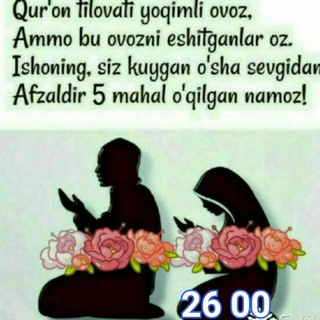 Qur'on tilovati yoqimli ovoz,
Ammo bu ovozni eshitganlar oz.
Ishoning, siz kuygan o'sha sevgidan
Afzaldir 5 mahal o'qilgan namoz!
26 00